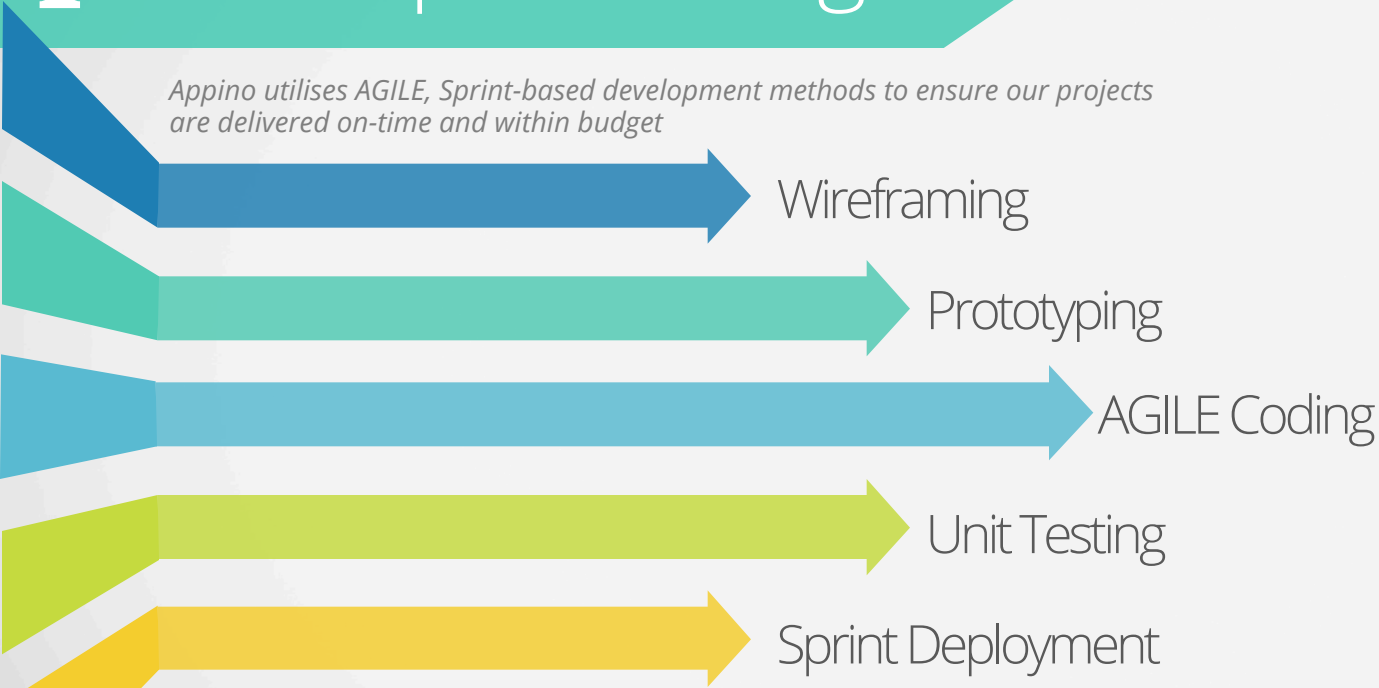 Appino utilises AGILE, Sprint-based development methods to ensure our projects
are delivered on-time and within budget
Wireframing
Prototyping
AGILE Coding
Unit Testing
Sprint Deployment